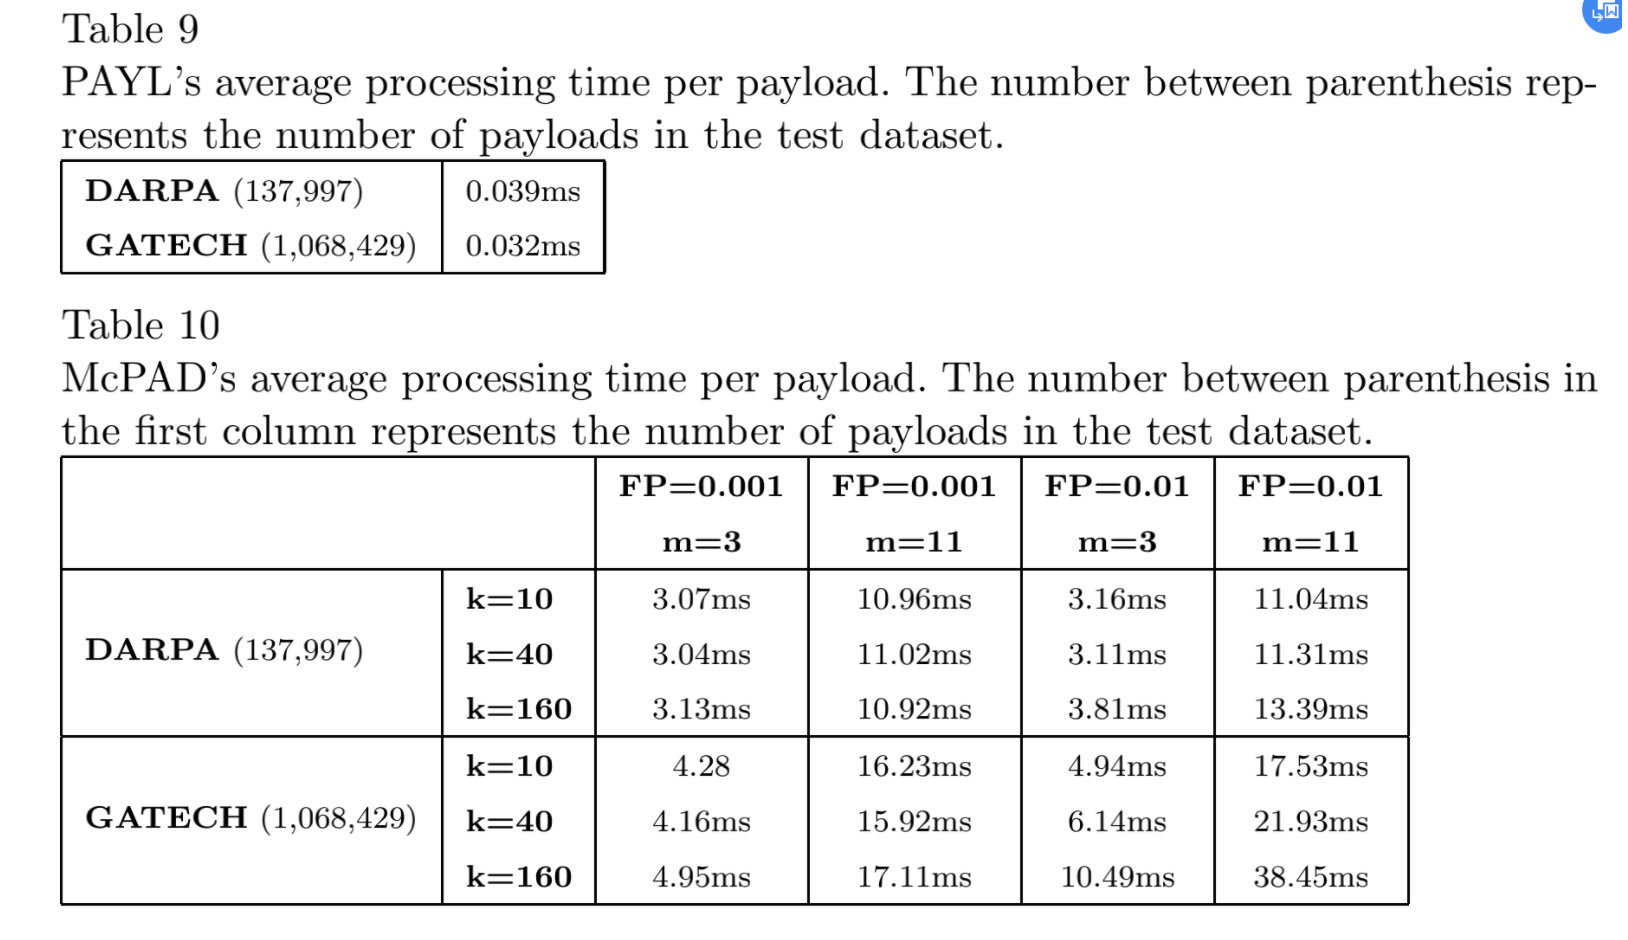 Table 9
PAYL's average processing time per payload. The number between parenthesis rep-
resents the number of payloads in the test dataset.
DARPA (137,997) 0.039ms
GATECH (1,068,429) 0.032ms
Table 10
McPAD's average processing time per payload. The number between parenthesis in
the first column represents the number of payloads in the test dataset.
FP=0.001 FP=0.001 FP=0.01 FP=0.01
m=3 m=11 m=3 m=11
k=10 3.07ms 10.96ms 3.16ms 11.04ms
DARPA (137,997) k=40 3.04ms 11.02ms 3.11ms 11.31ms
k=160 3.13ms 10.92ms 3.81ms 13.39ms
k=10 4.28 16.23ms 4.94ms 17.53ms
GATECH (1,068,429) k=40 4.16ms 15.92ms 6.14ms 21.93ms
k=160 4.95ms 17.11ms 10.49ms 38.45ms